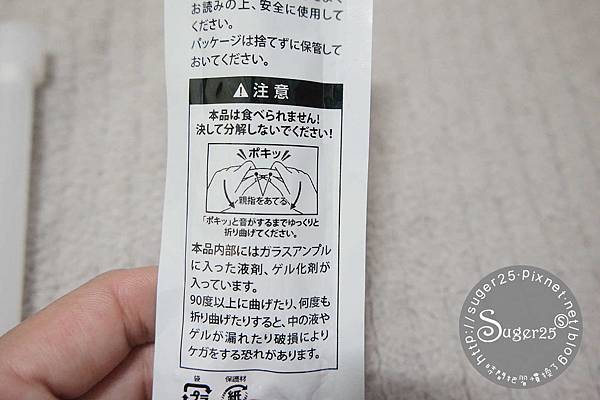 お読みの上、安全に使用して
ください。
パッケージは捨てずに保管して
おいてください。
⚠注意
本品は食べられません!
決して分解しないでください!
ポキッ
親指をあてる
「ポキッ」と音がするまでゆっくりと
折り曲げてください。
本品内部にはガラスアンプル
に入った液剤、ゲル化剤が
入っています。
90度以上に曲げたり、何度も
折り曲げたりすると、中の液や
ゲルが漏れたり破損により
ケガをする恐れがあります。
袋
プラ
保護材
紙
Suger25
http://suger25.pixnet.net/blog